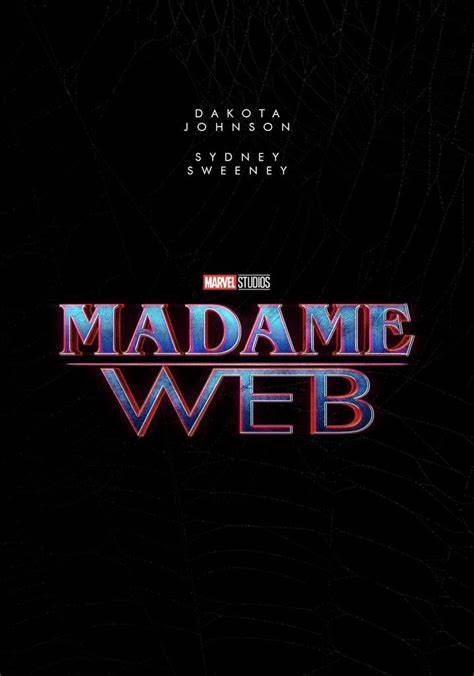 DAKOTA
JOHNSON
SYDNEY
SWEENEY
MARVEL STUDIOS
MADAME
WEB